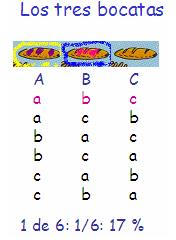 Los tres bocatas
A B C
a b c
a c b
b a c
b c a
c a b
c b a
1 de 6: 1/6: 17 %